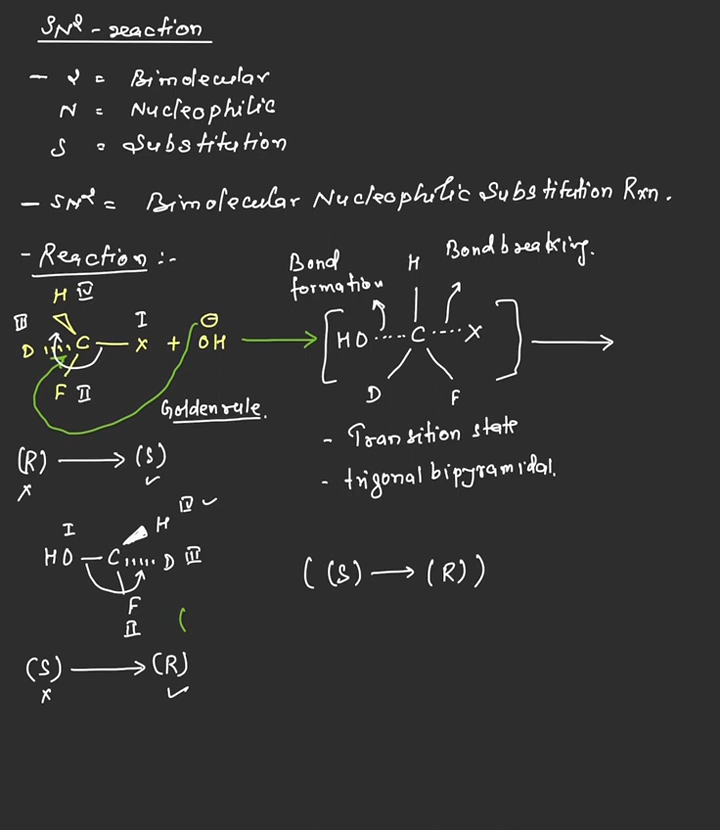 SN2 - reaction
- 2 = Bimolecular
N = Nucleophilic
S = Substitution
- SN2 = Bimolecular Nucleophilic Substitution Rxn.
- Reaction :-
Bond formation
H
Bond breaking.
H IV
III
I
D C X + ⊖OH
[HO ..... C .... X]
F II
D F
Golden rule.
- Transition state
- trigonal bipyramidal.
(R) → (S)
× ✓
IV ✓
I H
HO - C D III
F
II
(
((S) → (R))
(S) → (R)
× ✓